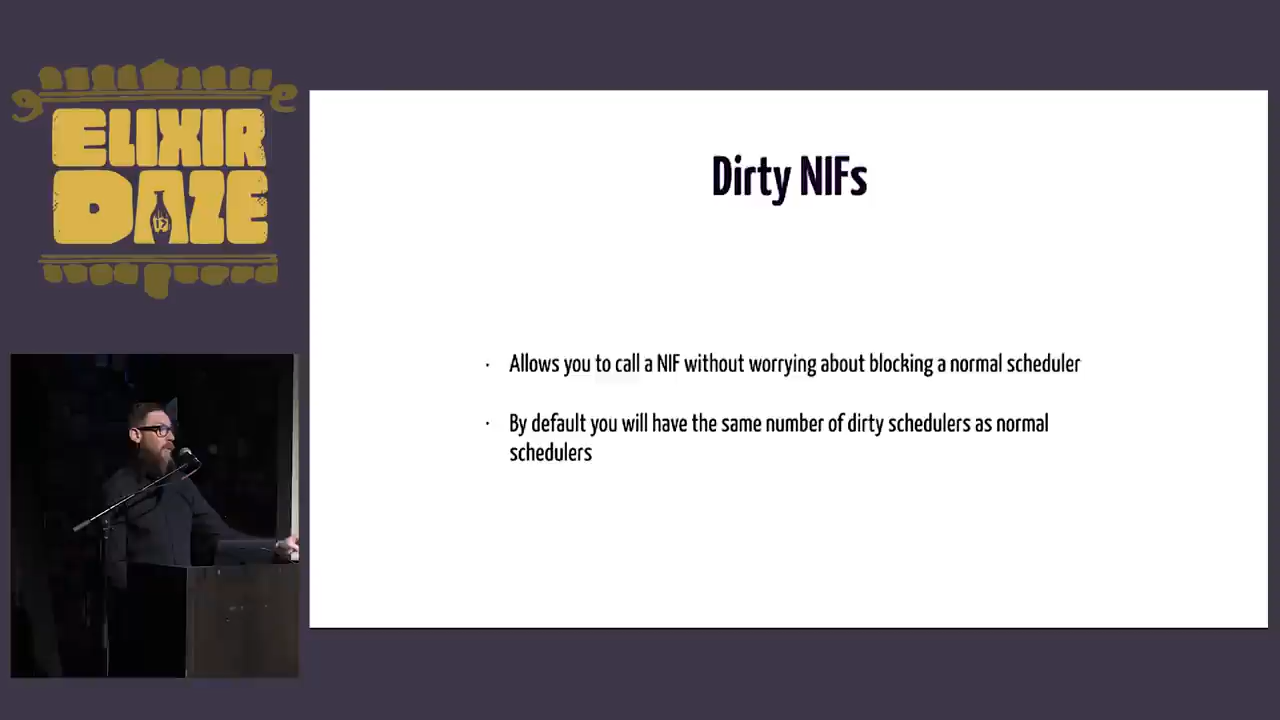 ELIXIR
DAZE
Dirty NIFs
· Allows you to call a NIF without worrying about blocking a normal scheduler
· By default you will have the same number of dirty schedulers as normal
schedulers